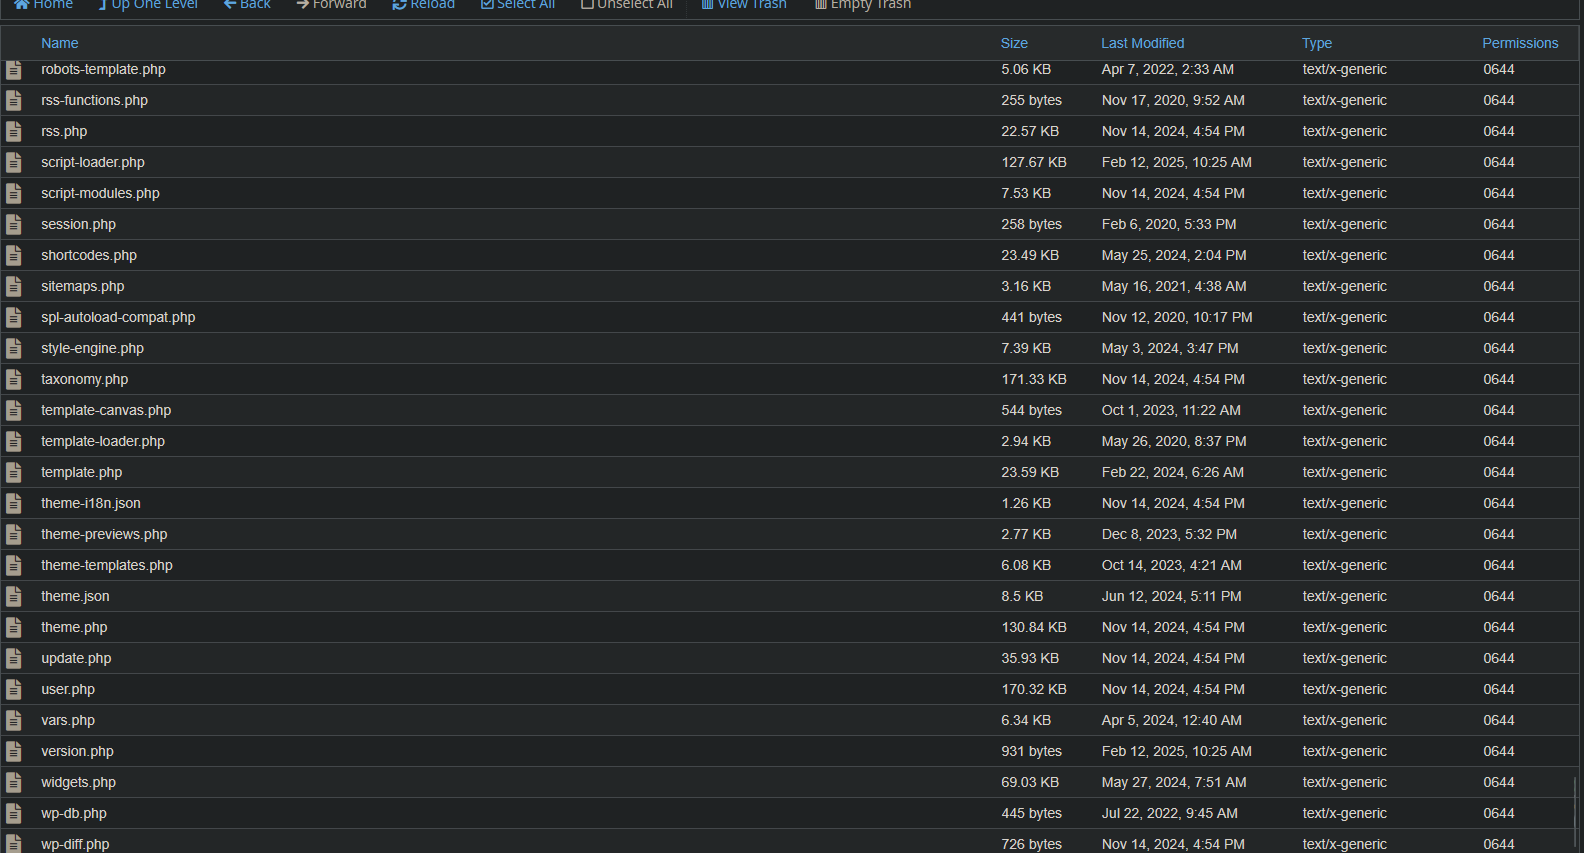 Home Up One Level Back Forward Reload Select All Unselect All View Trash Empty Trash
Name Size Last Modified Type Permissions
robots-template.php 5.06 KB Apr 7, 2022, 2:33 AM text/x-generic 0644
rss-functions.php 255 bytes Nov 17, 2020, 9:52 AM text/x-generic 0644
rss.php 22.57 KB Nov 14, 2024, 4:54 PM text/x-generic 0644
script-loader.php 127.67 KB Feb 12, 2025, 10:25 AM text/x-generic 0644
script-modules.php 7.53 KB Nov 14, 2024, 4:54 PM text/x-generic 0644
session.php 258 bytes Feb 6, 2020, 5:33 PM text/x-generic 0644
shortcodes.php 23.49 KB May 25, 2024, 2:04 PM text/x-generic 0644
sitemaps.php 3.16 KB May 16, 2021, 4:38 AM text/x-generic 0644
spl-autoload-compat.php 441 bytes Nov 12, 2020, 10:17 PM text/x-generic 0644
style-engine.php 7.39 KB May 3, 2024, 3:47 PM text/x-generic 0644
taxonomy.php 171.33 KB Nov 14, 2024, 4:54 PM text/x-generic 0644
template-canvas.php 544 bytes Oct 1, 2023, 11:22 AM text/x-generic 0644
template-loader.php 2.94 KB May 26, 2020, 8:37 PM text/x-generic 0644
template.php 23.59 KB Feb 22, 2024, 6:26 AM text/x-generic 0644
theme-i18n.json 1.26 KB Nov 14, 2024, 4:54 PM text/x-generic 0644
theme-previews.php 2.77 KB Dec 8, 2023, 5:32 PM text/x-generic 0644
theme-templates.php 6.08 KB Oct 14, 2023, 4:21 AM text/x-generic 0644
theme.json 8.5 KB Jun 12, 2024, 5:11 PM text/x-generic 0644
theme.php 130.84 KB Nov 14, 2024, 4:54 PM text/x-generic 0644
update.php 35.93 KB Nov 14, 2024, 4:54 PM text/x-generic 0644
user.php 170.32 KB Nov 14, 2024, 4:54 PM text/x-generic 0644
vars.php 6.34 KB Apr 5, 2024, 12:40 AM text/x-generic 0644
version.php 931 bytes Feb 12, 2025, 10:25 AM text/x-generic 0644
widgets.php 69.03 KB May 27, 2024, 7:51 AM text/x-generic 0644
wp-db.php 445 bytes Jul 22, 2022, 9:45 AM text/x-generic 0644
wp-diff.php 726 bytes Nov 14, 2024, 4:54 PM text/x-generic 0644